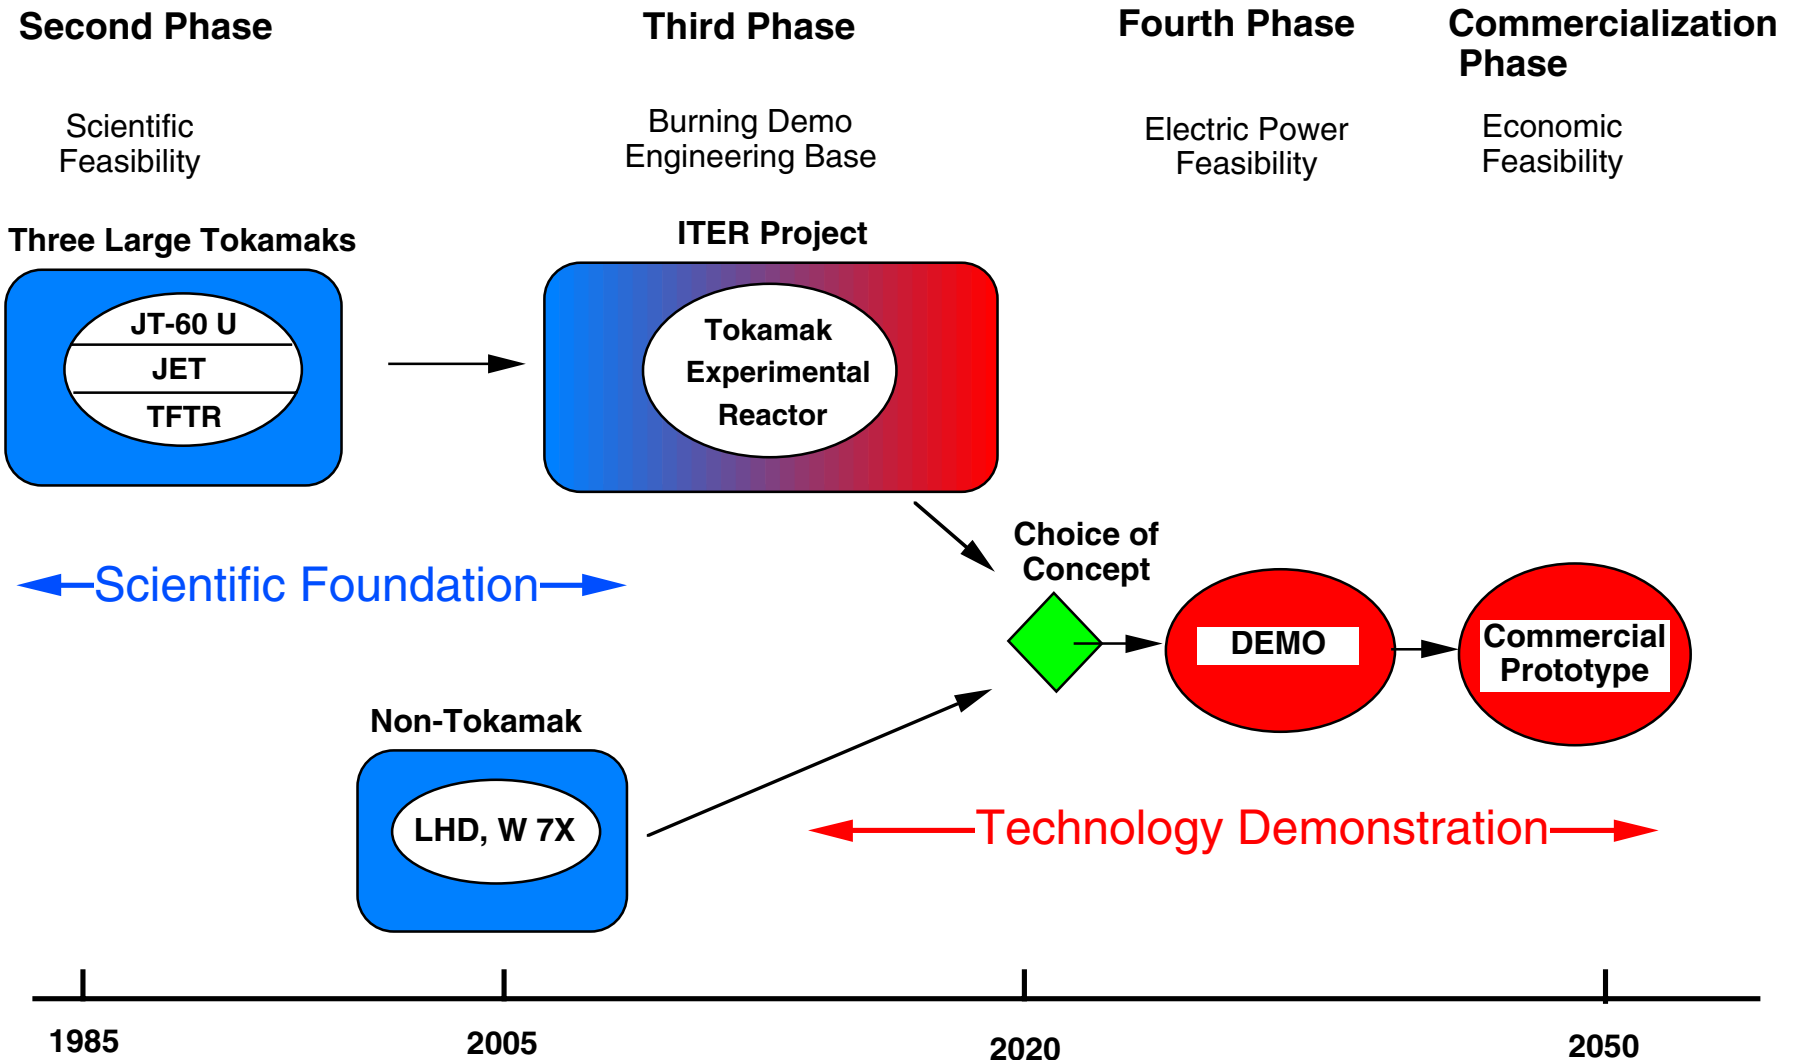 Second Phase
Third Phase
Fourth Phase
Commercialization
Phase
Scientific
Feasibility
Burning Demo
Engineering Base
Electric Power
Feasibility
Economic
Feasibility
Three Large Tokamaks
JT-60 U
JET
TFTR
ITER Project
Tokamak
Experimental
Reactor
Choice of
Concept
Scientific Foundation
DEMO
Commercial
Prototype
Non-Tokamak
LHD, W 7X
Technology Demonstration
1985
2005
2020
2050